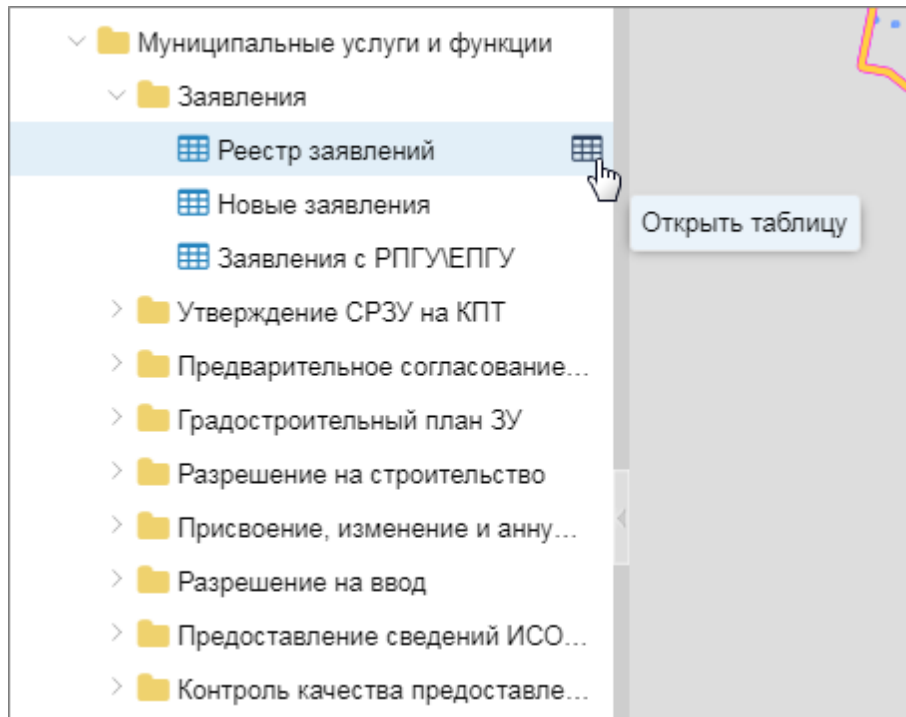 Муниципальные услуги и функции
Заявления
Реестр заявлений
Открыть таблицу
Новые заявления
Заявления с РПГУ\ЕПГУ
Утверждение СРЗУ на КПТ
Предварительное согласование...
Градостроительный план ЗУ
Разрешение на строительство
Присвоение, изменение и анну...
Разрешение на ввод
Предоставление сведений ИСО...
Контроль качества предоставле...